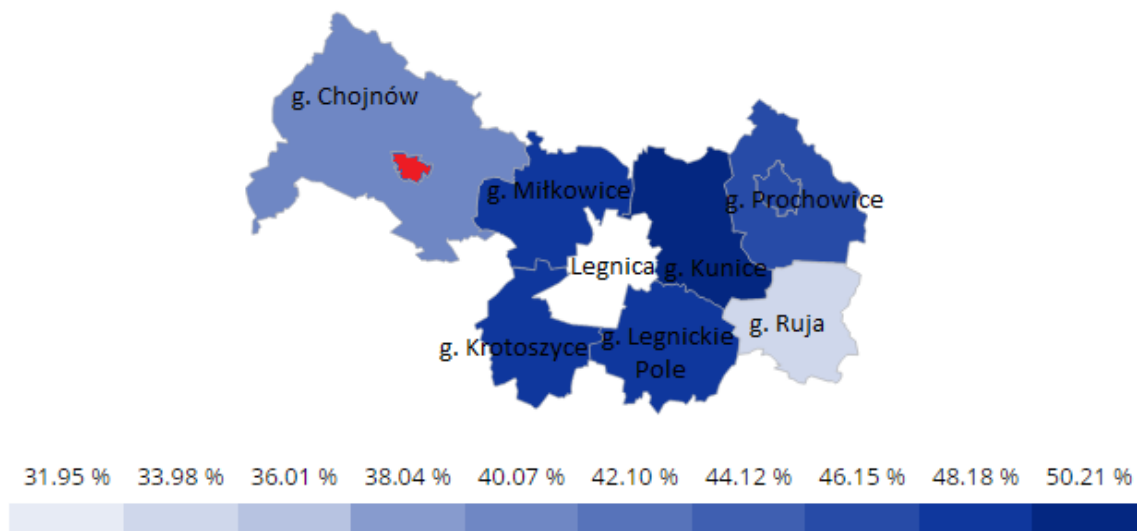 g. Chojnów
g. Miłkowice
g. Prochowice
Legnica
g. Kunice
g. Ruja
g. Krotoszyce
g. Legnickie
Pole
31.95 % 33.98 % 36.01 % 38.04 % 40.07 % 42.10 % 44.12 % 46.15 % 48.18 % 50.21 %